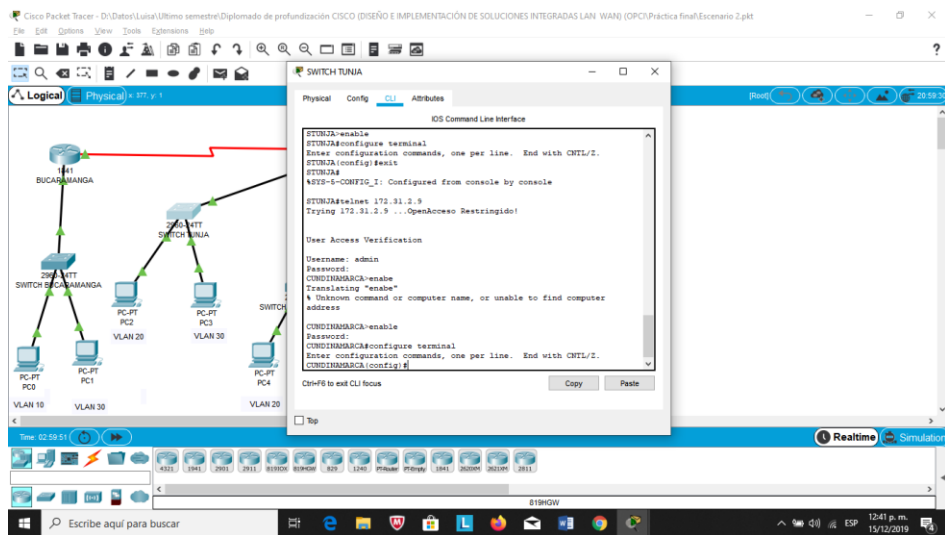 Cisco Packet Tracer - D:\Datos\Luisa\Ultimo semestre\Diplomado de profundización CISCO (DISEÑO E IMPLEMENTACIÓN DE SOLUCIONES INTEGRADAS LAN WAN) (OPCI\Práctica final\Escenario 2.pkt
File Edit Options View Tools Extensions Help
?
Logical Physical x: 377, y: 1
[Root] 20:59:30
SWITCH TUNJA
Physical Config CLI Attributes
IOS Command Line Interface
STUNJA>enable
STUNJA#configure terminal
Enter configuration commands, one per line. End with CNTL/Z.
STUNJA(config)#exit
STUNJA#
%SYS-5-CONFIG_I: Configured from console by console
STUNJA#telnet 172.31.2.9
Trying 172.31.2.9 ...OpenAcceso Restringido!
User Access Verification
Username: admin
Password:
CUNDINAMARCA>enabe
Translating "enabe"
% Unknown command or computer name, or unable to find computer
address
CUNDINAMARCA>enable
Password:
CUNDINAMARCA#configure terminal
Enter configuration commands, one per line. End with CNTL/Z.
CUNDINAMARCA(config)#
Ctrl+F6 to exit CLI focus
Copy Paste
Top
1841
BUCARAMANGA
2960-24TT
SWITCH TUNJA
2960-24TT
SWITCH BUCARAMANGA
PC-PT
PC2
VLAN 20
PC-PT
PC3
VLAN 30
SWITCH
PC-PT
PC0
VLAN 10
PC-PT
PC1
VLAN 30
PC-PT
PC4
VLAN 20
Time: 02:59:51
Realtime Simulation
4321 1941 2901 2911 819IOX 819HGW 829 1240 PT-Router PT-Empty 1841 2620XM 2621XM 2811
819HGW
Escribe aquí para buscar
ESP
12:41 p. m.
15/12/2019